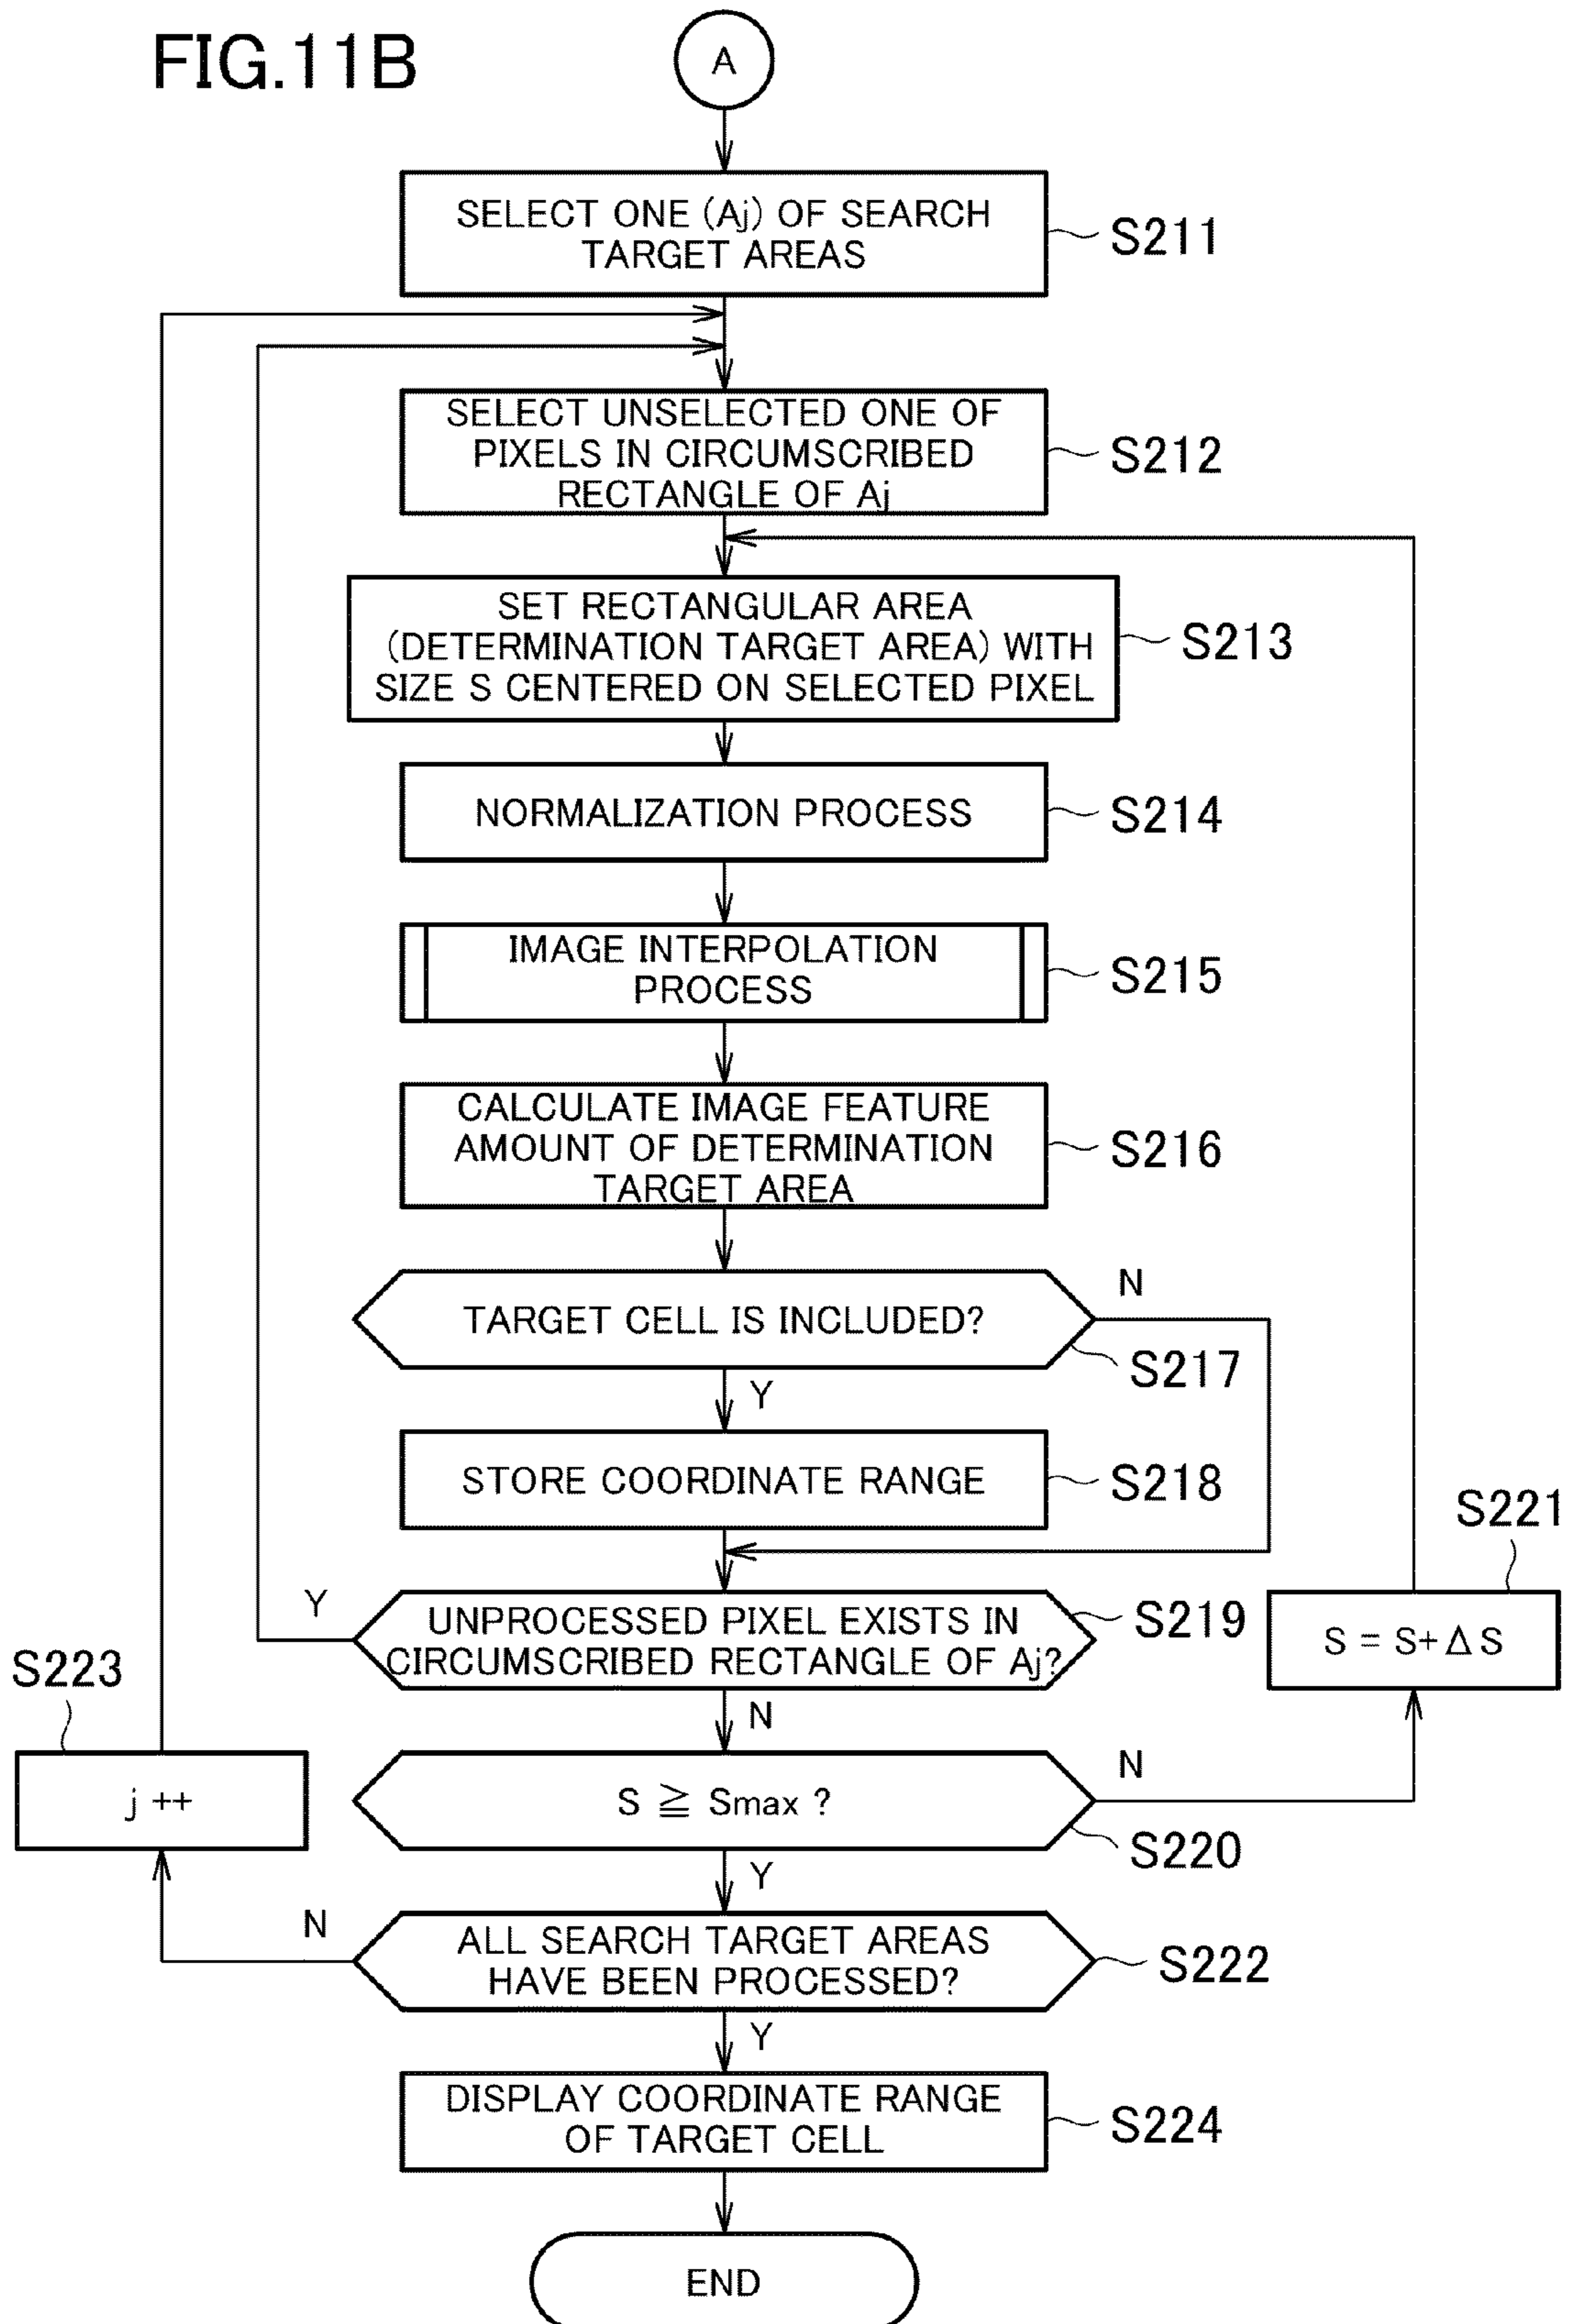 FIG.11B
A
SELECT ONE (Aj) OF SEARCH
TARGET AREAS
S211
SELECT UNSELECTED ONE OF
PIXELS IN CIRCUMSCRIBED
RECTANGLE OF Aj
S212
SET RECTANGULAR AREA
(DETERMINATION TARGET AREA) WITH
SIZE S CENTERED ON SELECTED PIXEL
S213
NORMALIZATION PROCESS
S214
IMAGE INTERPOLATION
PROCESS
S215
CALCULATE IMAGE FEATURE
AMOUNT OF DETERMINATION
TARGET AREA
S216
TARGET CELL IS INCLUDED?
N
S217
Y
STORE COORDINATE RANGE
S218
S221
S = S+ΔS
Y
UNPROCESSED PIXEL EXISTS IN
CIRCUMSCRIBED RECTANGLE OF Aj?
S219
N
S223
j ++
S ≧ Smax ?
N
S220
Y
N
ALL SEARCH TARGET AREAS
HAVE BEEN PROCESSED?
S222
Y
DISPLAY COORDINATE RANGE
OF TARGET CELL
S224
END